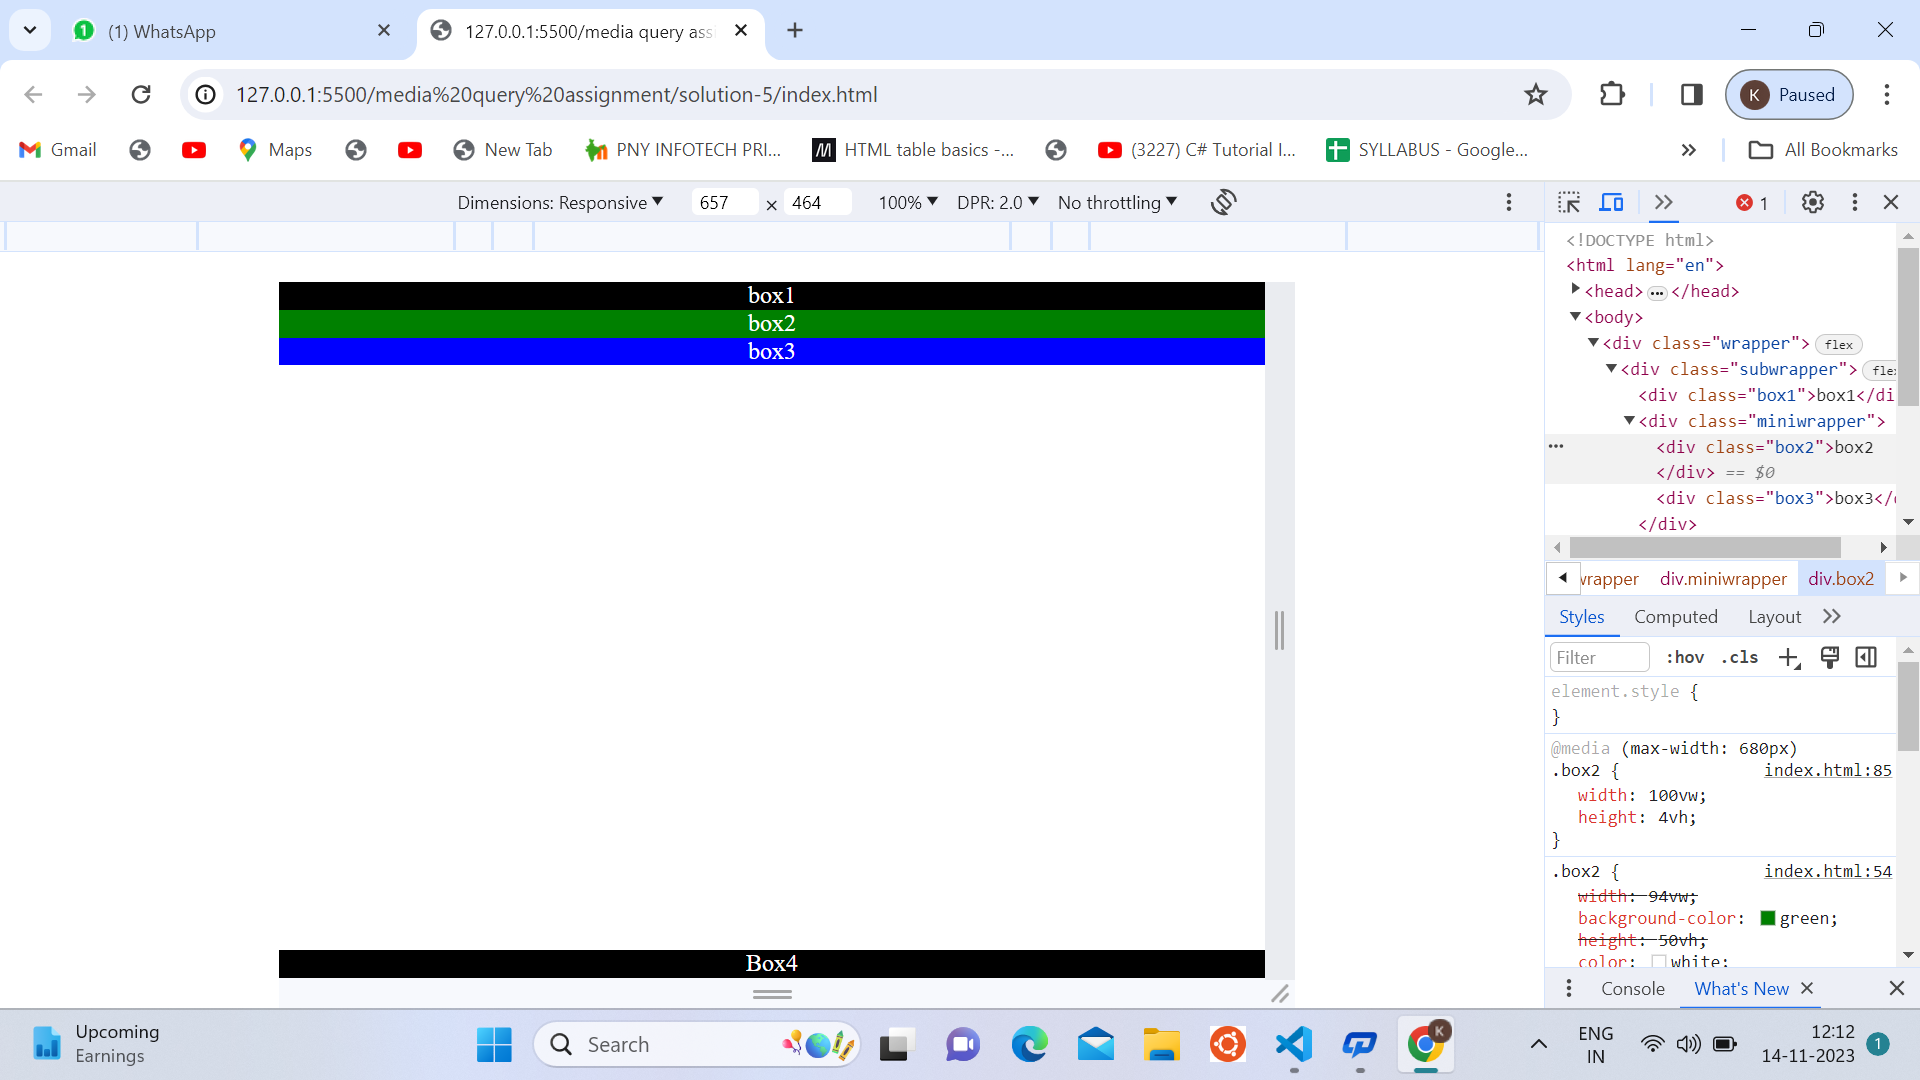 (1) WhatsApp
127.0.0.1:5500/media query ass
127.0.0.1:5500/media%20query%20assignment/solution-5/index.html
K Paused
Gmail
Maps
New Tab
PNY INFOTECH PRI...
HTML table basics -...
(3227) C# Tutorial I...
SYLLABUS - Google...
All Bookmarks
Dimensions: Responsive
657 × 464
100%
DPR: 2.0
No throttling
1
box1
box2
box3
Box4
<!DOCTYPE html>
<html lang="en">
<head> ••• </head>
<body>
<div class="wrapper"> flex
<div class="subwrapper"> flex
<div class="box1">box1</di
<div class="miniwrapper">
••• <div class="box2">box2
</div> == $0
<div class="box3">box3</
</div>
wrapper div.miniwrapper div.box2
Styles Computed Layout
Filter :hov .cls
element.style {
}
@media (max-width: 680px)
.box2 { index.html:85
width: 100vw;
height: 4vh;
}
.box2 { index.html:54
width: 94vw;
background-color: green;
height: 50vh;
color: white;
Console What's New
Upcoming
Earnings
Search
K
ENG
IN
12:12
14-11-2023
1